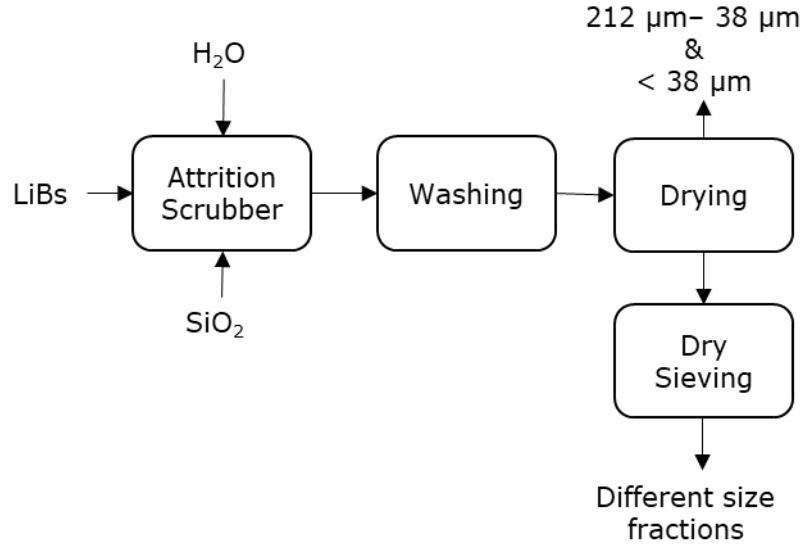 212 µm– 38 µm
&
< 38 µm
H₂O
LiBs
Attrition
Scrubber
Washing
Drying
SiO₂
Dry
Sieving
Different size
fractions